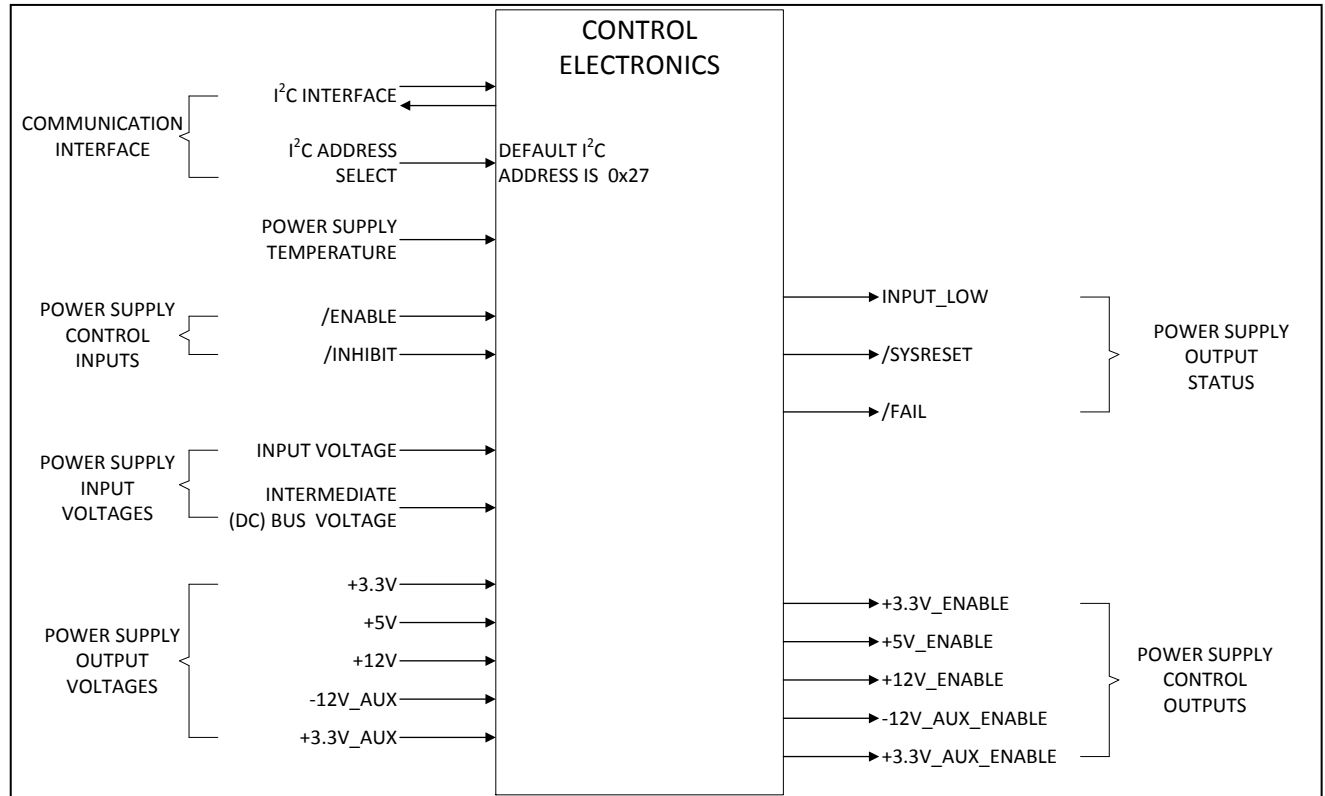 CONTROL
ELECTRONICS
COMMUNICATION
INTERFACE
I²C INTERFACE
I²C ADDRESS
SELECT
DEFAULT I²C
ADDRESS IS 0x27
POWER SUPPLY
TEMPERATURE
POWER SUPPLY
CONTROL
INPUTS
/ENABLE
/INHIBIT
POWER SUPPLY
INPUT
VOLTAGES
INPUT VOLTAGE
INTERMEDIATE
(DC) BUS VOLTAGE
POWER SUPPLY
OUTPUT
VOLTAGES
+3.3V
+5V
+12V
-12V_AUX
+3.3V_AUX
INPUT_LOW
/SYSRESET
/FAIL
POWER SUPPLY
OUTPUT
STATUS
+3.3V_ENABLE
+5V_ENABLE
+12V_ENABLE
-12V_AUX_ENABLE
+3.3V_AUX_ENABLE
POWER SUPPLY
CONTROL
OUTPUTS